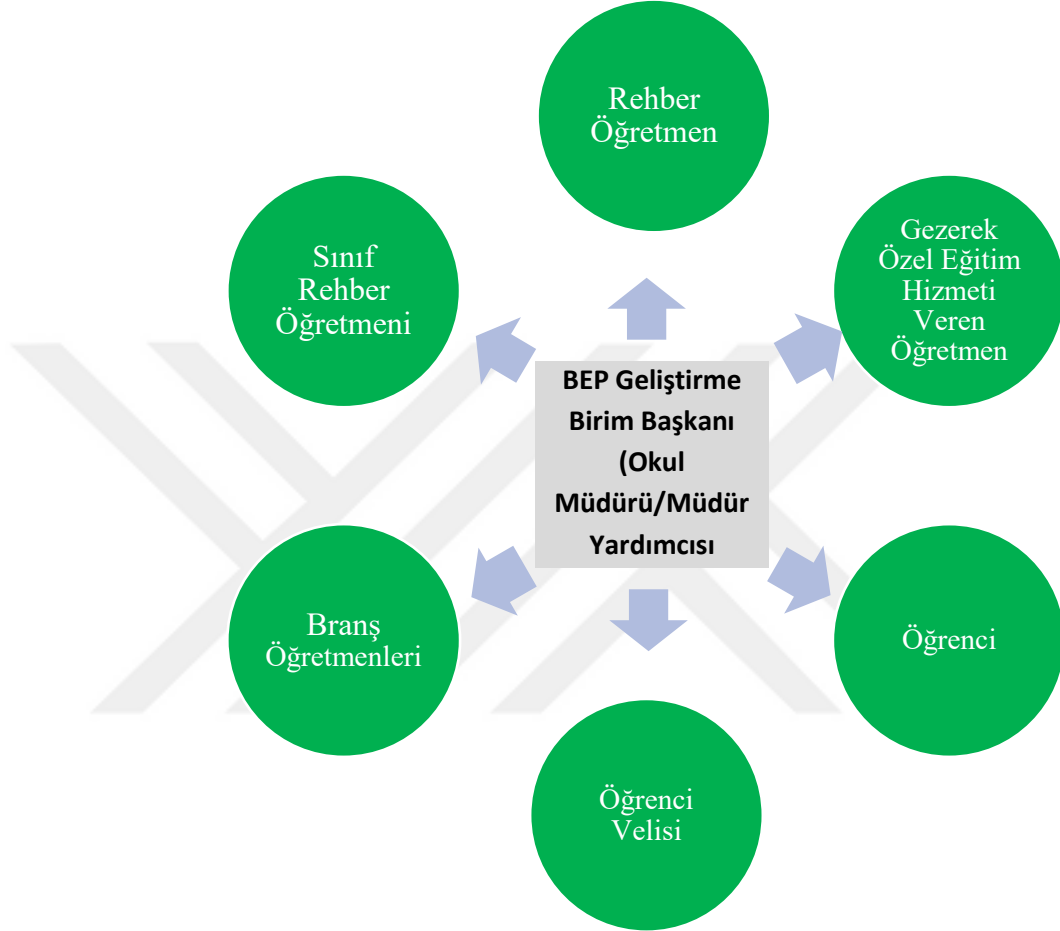 Rehber
Öğretmen
Gezerek
Özel Eğitim
Hizmeti
Veren
Öğretmen
Sınıf
Rehber
Öğretmeni
BEP Geliştirme
Birim Başkanı
(Okul
Müdürü/Müdür
Yardımcısı
Branş
Öğretmenleri
Öğrenci
Öğrenci
Velisi